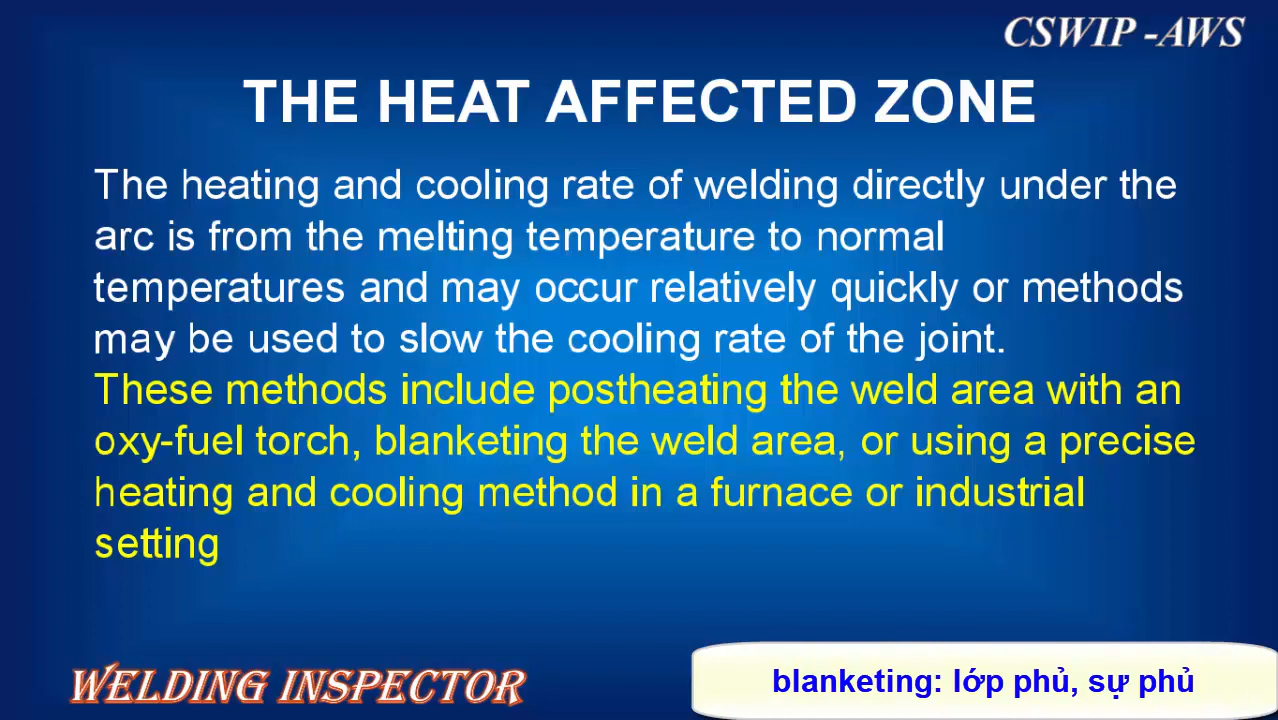 CSWIP -AWS
THE HEAT AFFECTED ZONE
The heating and cooling rate of welding directly under the
arc is from the melting temperature to normal
temperatures and may occur relatively quickly or methods
may be used to slow the cooling rate of the joint.
These methods include postheating the weld area with an
oxy-fuel torch, blanketing the weld area, or using a precise
heating and cooling method in a furnace or industrial
setting
WELDING INSPECTOR
blanketing: lớp phủ, sự phủ